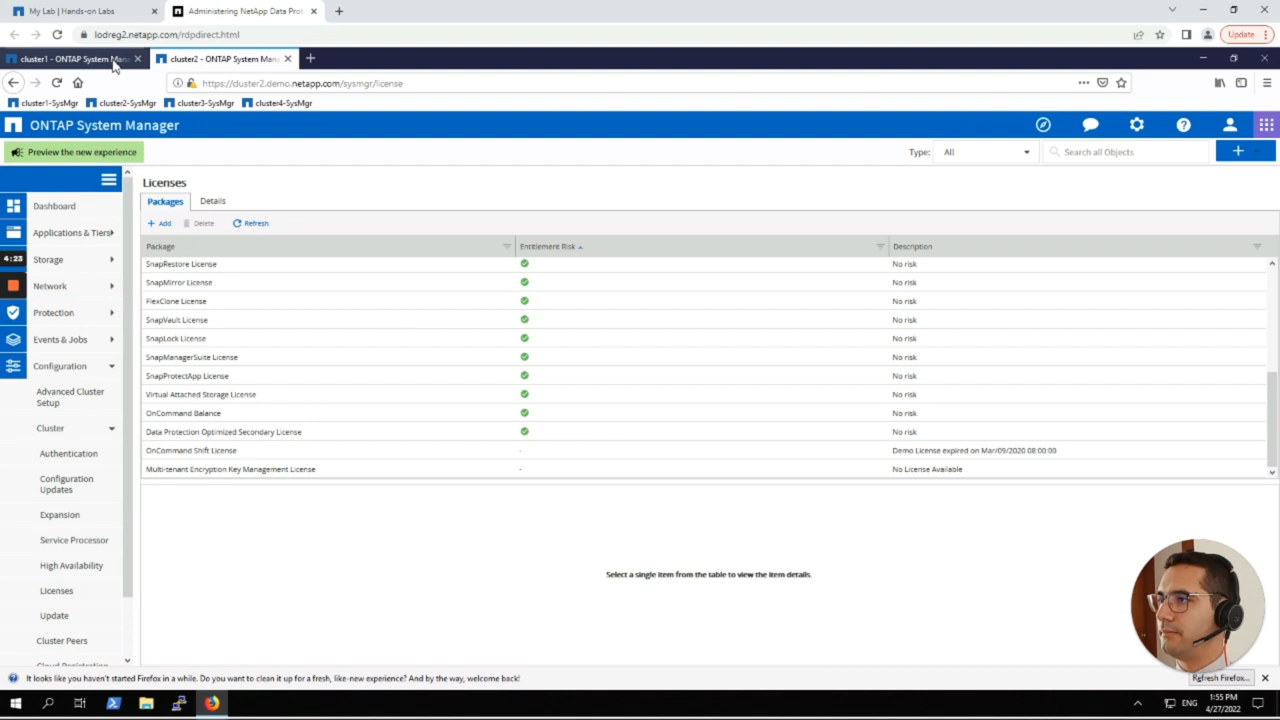 My Lab | Hands-on Labs
Administering NetApp Data Prot
lodreg2.netapp.com/rdpdirect.html
Update
cluster1 - ONTAP System Mana
cluster2 - ONTAP System Man
https://cluster2.demo.netapp.com/sysmgr/license
cluster1-SysMgr cluster2-SysMgr cluster3-SysMgr cluster4-SysMgr
ONTAP System Manager
Preview the new experience
Type: All
Search all Objects
Licenses
Packages Details
Add Delete Refresh
Package Entitlement Risk Description
SnapRestore License No risk
SnapMirror License No risk
FlexClone License No risk
SnapVault License No risk
SnapLock License No risk
SnapManagerSuite License No risk
SnapProtectApp License No risk
Virtual Attached Storage License No risk
OnCommand Balance No risk
Data Protection Optimized Secondary License No risk
OnCommand Shift License - Demo License expired on Mar/09/2020 08:00:00
Multi-tenant Encryption Key Management License - No License Available
Select a single item from the table to view the item details.
Dashboard
Applications & Tiers
4:23
Storage
Network
Protection
Events & Jobs
Configuration
Advanced Cluster
Setup
Cluster
Authentication
Configuration
Updates
Expansion
Service Processor
High Availability
Licenses
Update
Cluster Peers
Cloud Registration
It looks like you haven't started Firefox in a while. Do you want to clean it up for a fresh, like-new experience? And by the way, welcome back!
Refresh Firefox...
ENG
1:55 PM
4/27/2022